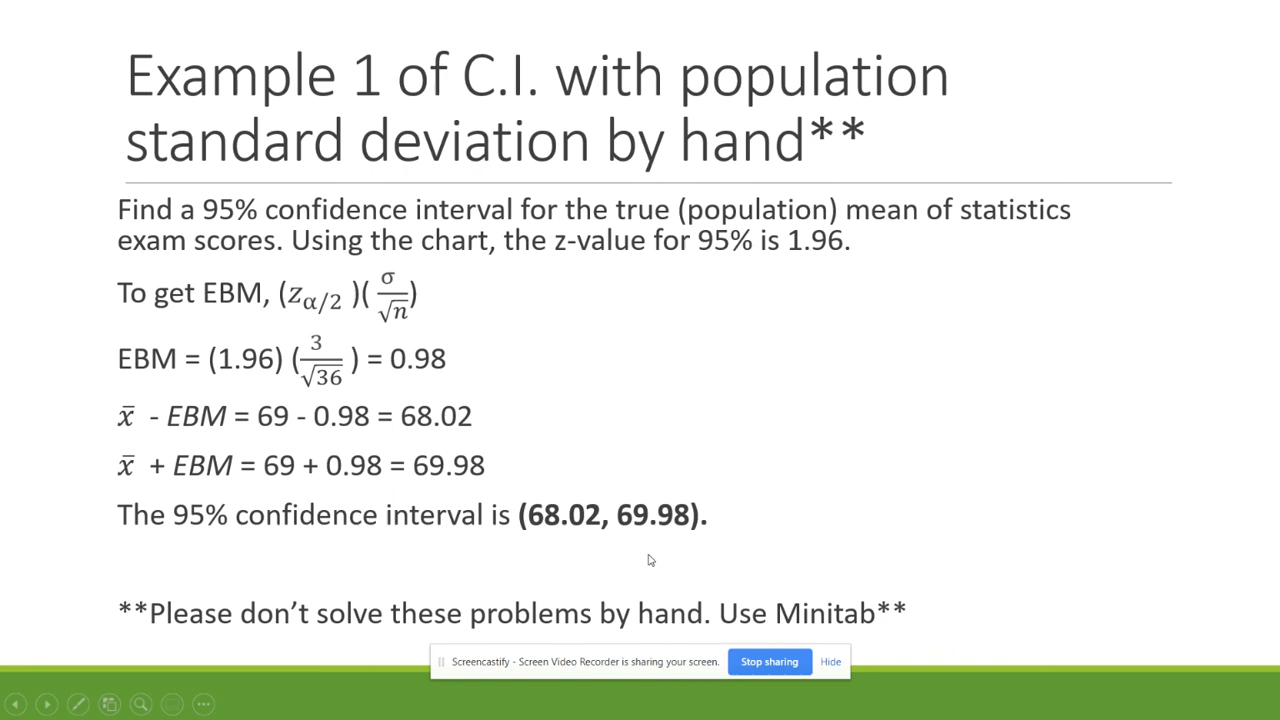 Example 1 of C.I. with population
standard deviation by hand**
Find a 95% confidence interval for the true (population) mean of statistics
exam scores. Using the chart, the z-value for 95% is 1.96.
To get EBM, (z_{α/2} )(σ/√n)
EBM = (1.96) (3/√36 ) = 0.98
x̄ - EBM = 69 - 0.98 = 68.02
x̄ + EBM = 69 + 0.98 = 69.98
The 95% confidence interval is (68.02, 69.98).
**Please don’t solve these problems by hand. Use Minitab**
Screencastify - Screen Video Recorder is sharing your screen. Stop sharing Hide